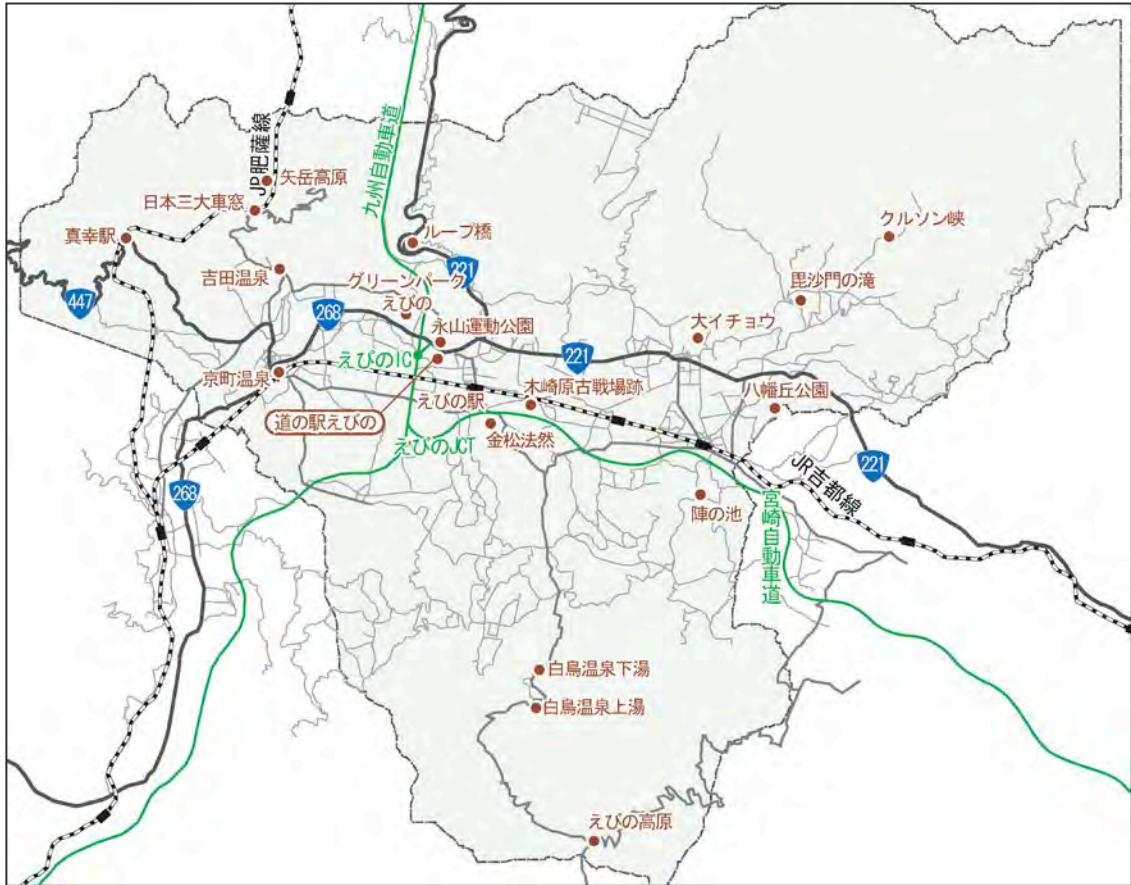 九州自動車道
JP肥薩線
矢岳高原
日本三大車窓
真幸駅
ループ橋
クルソン峡
221
吉田温泉
グリーンパーク
えびの
毘沙門の滝
447
268
永山運動公園
大イチョウ
えびのIC
221
京町温泉
えびの駅
木崎原古戦場跡
八幡丘公園
道の駅えびの
金松法然
えびのJCT
221
JR吉都線
268
陣の池
宮崎自動車道
白鳥温泉下湯
白鳥温泉上湯
えびの高原